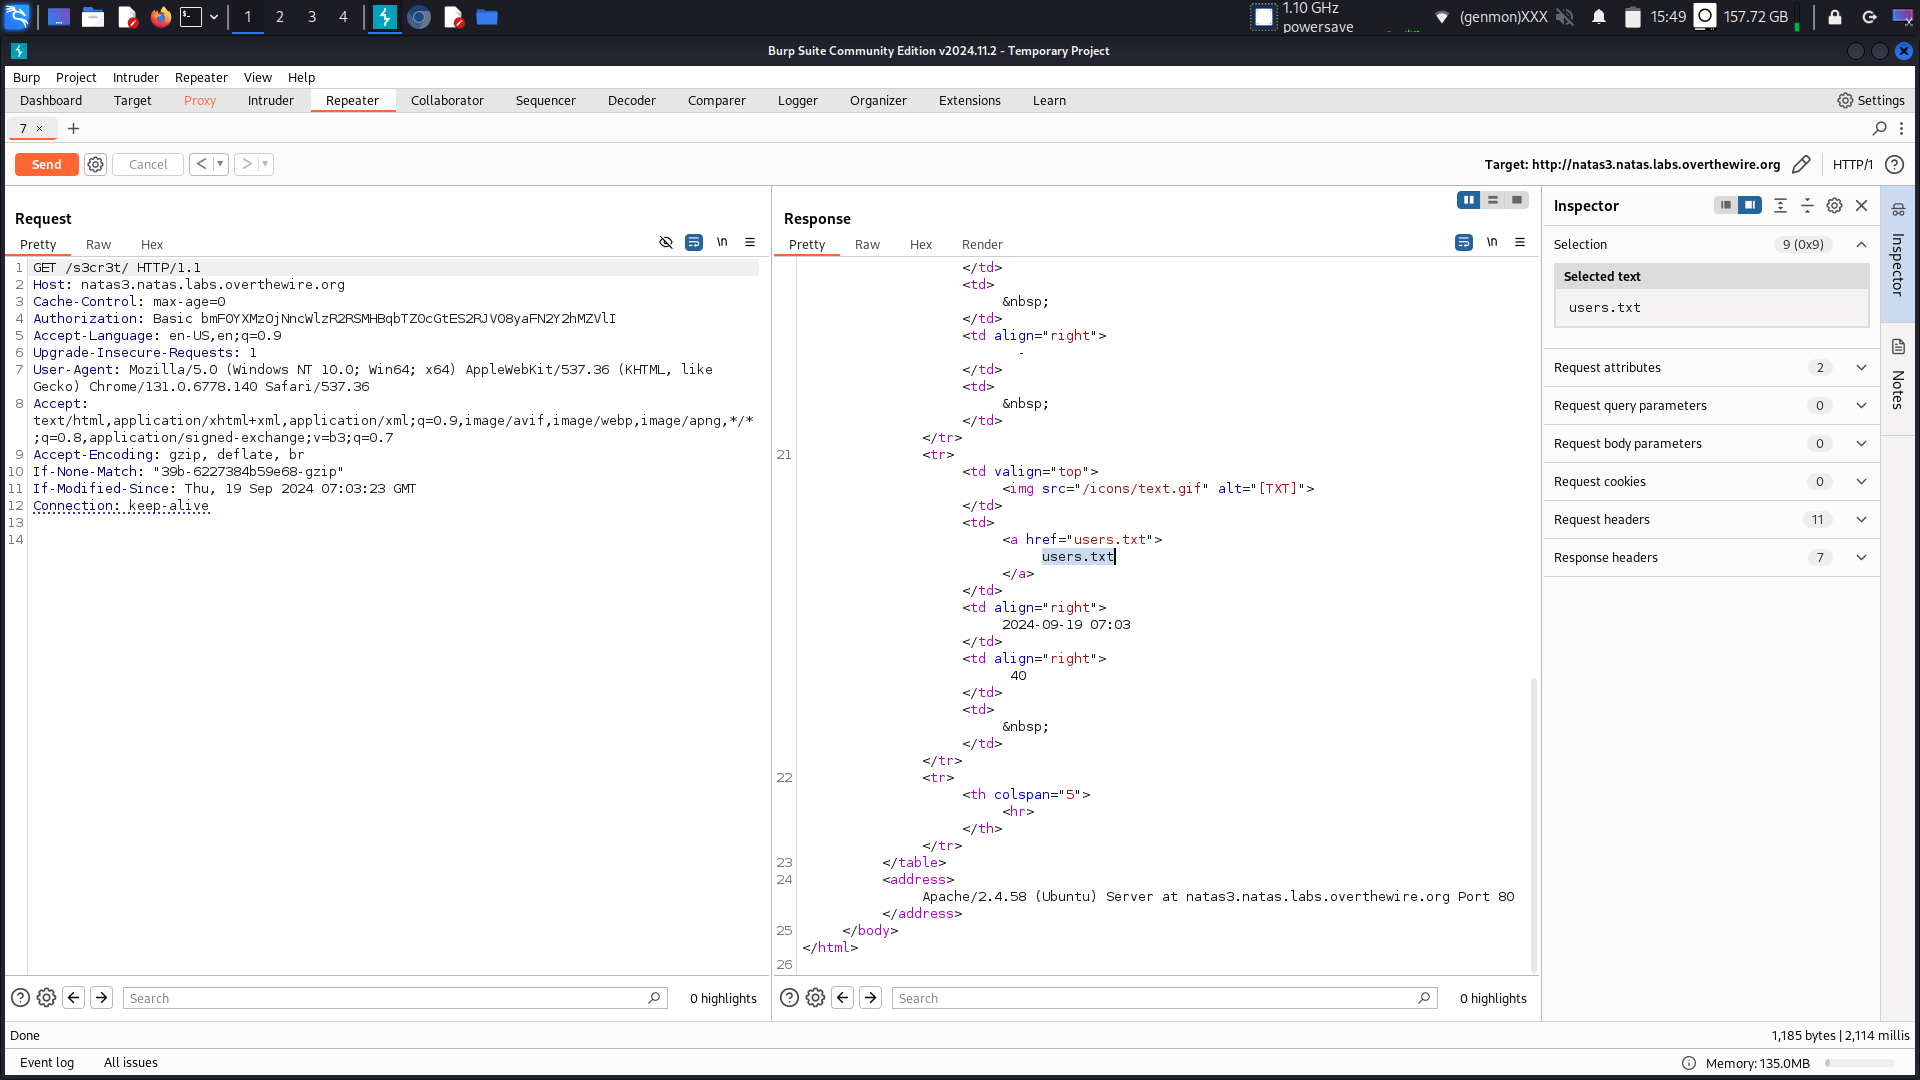 1 2 3 4
1.10 GHz
powersave
(genmon)XXX
15:49
157.72 GB
Burp Suite Community Edition v2024.11.2 - Temporary Project
Burp Project Intruder Repeater View Help
Dashboard Target Proxy Intruder Repeater Collaborator Sequencer Decoder Comparer Logger Organizer Extensions Learn Settings
7 × +
Send Cancel < >
Target: http://natas3.natas.labs.overthewire.org HTTP/1 ?
Request
Pretty Raw Hex \n
1 GET /s3cr3t/ HTTP/1.1
2 Host: natas3.natas.labs.overthewire.org
3 Cache-Control: max-age=0
4 Authorization: Basic bmF0YXMzOjNncWlzR2RSMHBqbTZ0cGtES2RJV08yaFN2Y2hMZVlI
5 Accept-Language: en-US,en;q=0.9
6 Upgrade-Insecure-Requests: 1
7 User-Agent: Mozilla/5.0 (Windows NT 10.0; Win64; x64) AppleWebKit/537.36 (KHTML, like
Gecko) Chrome/131.0.6778.140 Safari/537.36
8 Accept:
text/html,application/xhtml+xml,application/xml;q=0.9,image/avif,image/webp,image/apng,*/*
;q=0.8,application/signed-exchange;v=b3;q=0.7
9 Accept-Encoding: gzip, deflate, br
10 If-None-Match: "39b-6227384b59e68-gzip"
11 If-Modified-Since: Thu, 19 Sep 2024 07:03:23 GMT
12 Connection: keep-alive
13
14
Search 0 highlights
Response
Pretty Raw Hex Render \n
</td>
<td>
&nbsp;
</td>
<td align="right">
-
</td>
<td>
&nbsp;
</td>
</tr>
21 <tr>
<td valign="top">
<img src="/icons/text.gif" alt="[TXT]">
</td>
<td>
<a href="users.txt">
users.txt
</a>
</td>
<td align="right">
2024-09-19 07:03
</td>
<td align="right">
40
</td>
<td>
&nbsp;
</td>
</tr>
22 <tr>
<th colspan="5">
<hr>
</th>
</tr>
23 </table>
24 <address>
Apache/2.4.58 (Ubuntu) Server at natas3.natas.labs.overthewire.org Port 80
</address>
25 </body>
</html>
26
Search 0 highlights
Inspector
Selection 9 (0x9)
Selected text
users.txt
Request attributes 2
Request query parameters 0
Request body parameters 0
Request cookies 0
Request headers 11
Response headers 7
Inspector
Notes
Done 1,185 bytes | 2,114 millis
Event log All issues Memory: 135.0MB